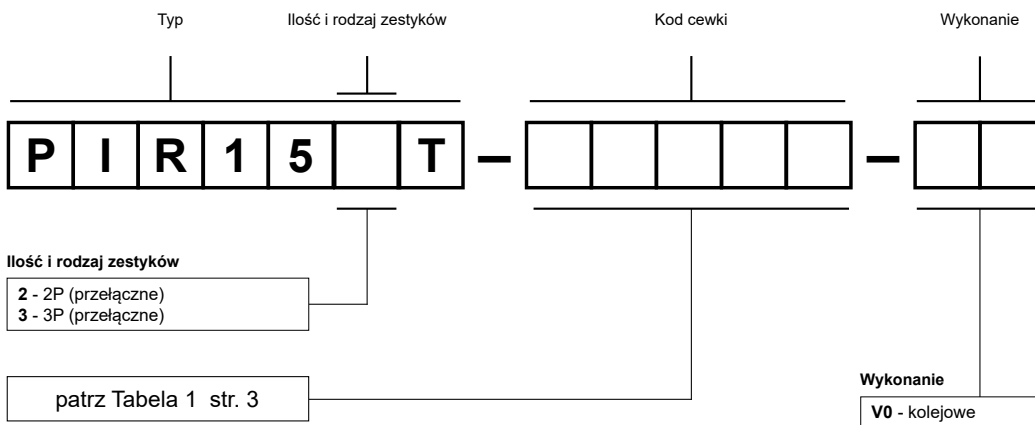 Typ Ilość i rodzaj zestyków Kod cewki Wykonanie
P I R 1 5 T – –
Ilość i rodzaj zestyków
2 - 2P (przełączne)
3 - 3P (przełączne)
patrz Tabela 1 str. 3
Wykonanie
V0 - kolejowe